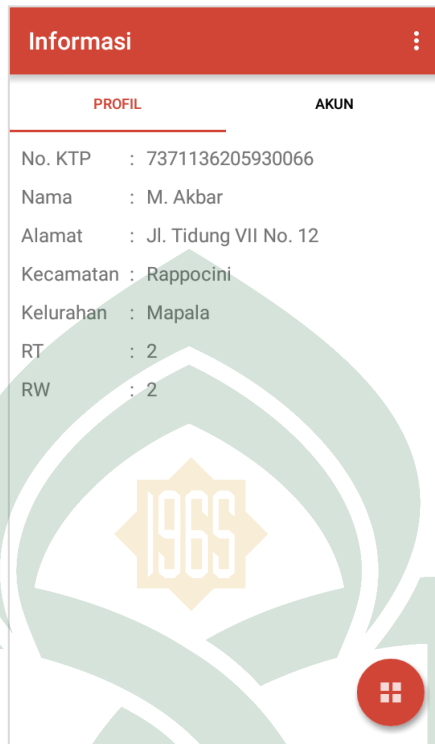 Informasi
PROFIL AKUN
No. KTP : 7371136205930066
Nama : M. Akbar
Alamat : Jl. Tidung VII No. 12
Kecamatan : Rappocini
Kelurahan : Mapala
RT : 2
RW : 2
1965